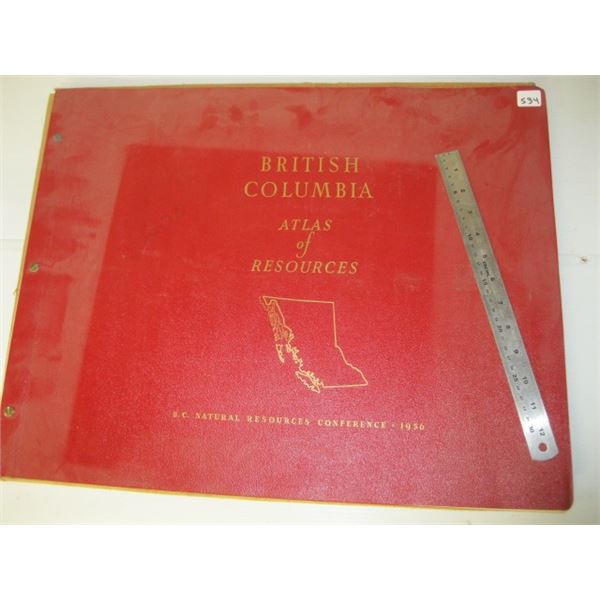 534
BRITISH
COLUMBIA
ATLAS
of
RESOURCES
B.C. NATURAL RESOURCES CONFERENCE · 1956